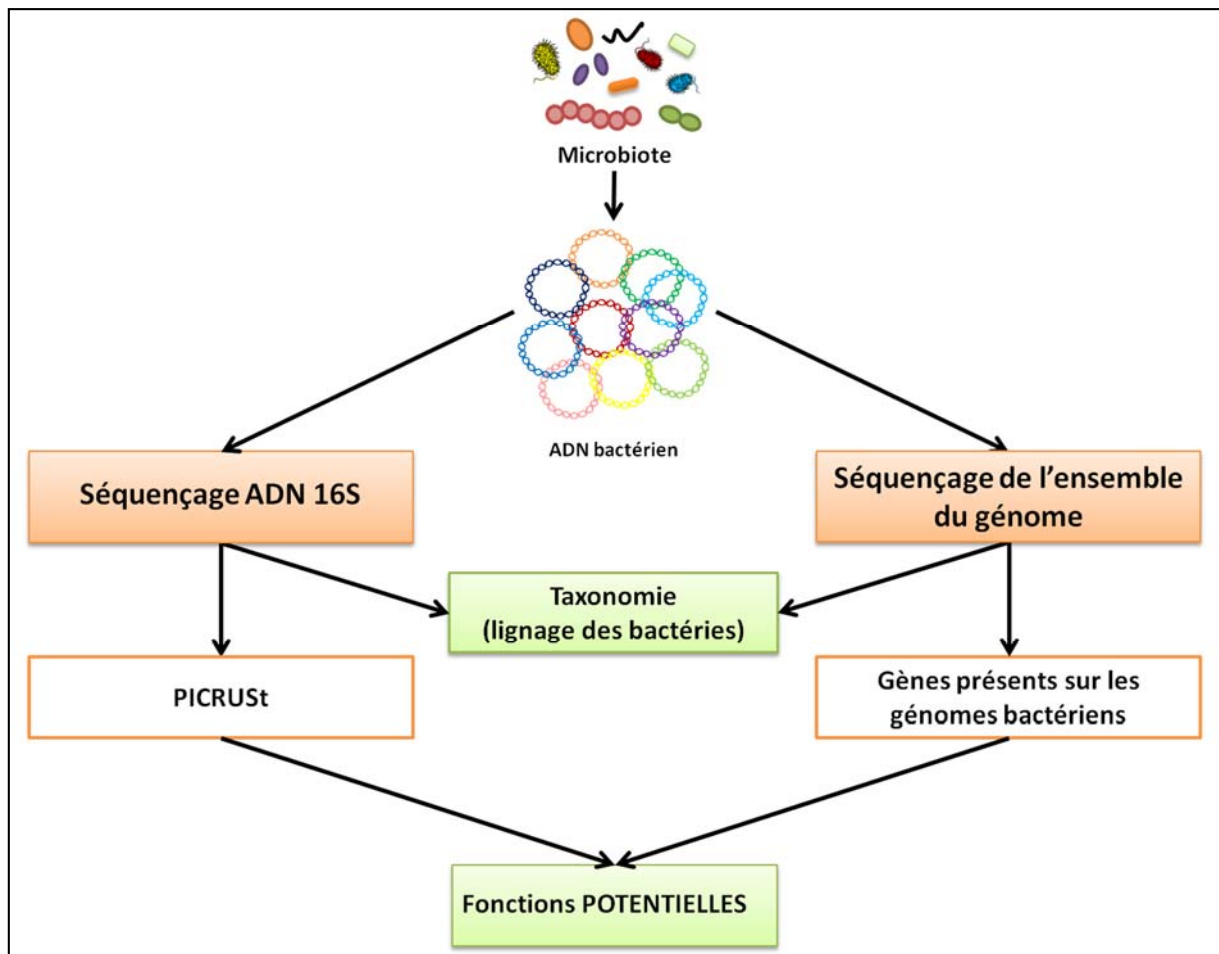 Microbiote
ADN bactérien
Séquençage ADN 16S
Séquençage de l’ensemble
du génome
Taxonomie
(lignage des bactéries)
PICRUSt
Gènes présents sur les
génomes bactériens
Fonctions POTENTIELLES